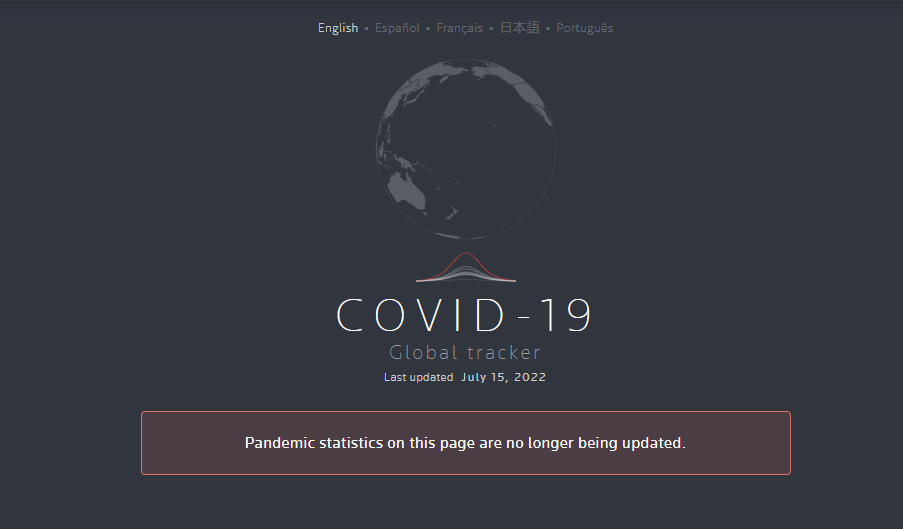 English • Español • Français • 日本語 • Português
COVID-19
Global tracker
Last updated July 15, 2022
Pandemic statistics on this page are no longer being updated.